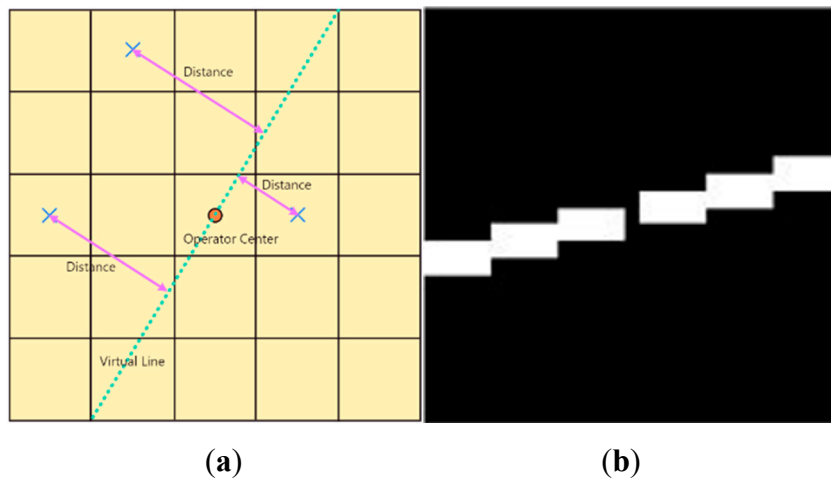 Distance
Distance
Operator Center
Distance
Virtual Line
(a)
(b)